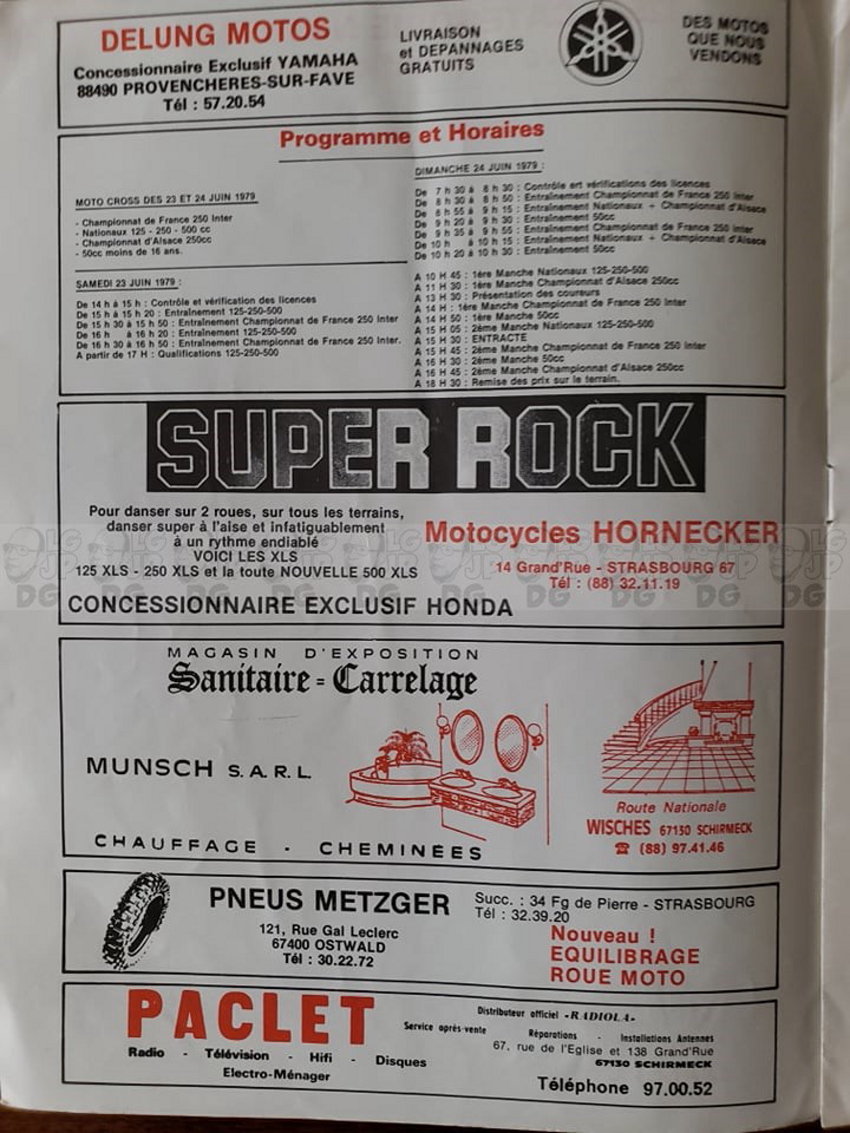 DELUNG MOTOS
Concessionnaire Exclusif YAMAHA
88490 PROVENCHERES-SUR-FAVE
Tél : 57.20.54
LIVRAISON
et DEPANNAGES
GRATUITS
DES MOTOS
QUE NOUS
VENDONS
Programme et Horaires
MOTO CROSS DES 23 ET 24 JUIN 1979
- Championnat de France 250 Inter
- Nationaux 125 - 250 - 500 cc
- Championnat d'Alsace 250cc
- 50cc moins de 16 ans.
SAMEDI 23 JUIN 1979 :
De 14 h à 15 h : Contrôle et vérification des licences
De 15 h à 15 h 20 : Entraînement 125-250-500
De 15 h 30 à 15 h 50 : Entraînement Championnat de France 250 Inter
De 16 h à 16 h 20 : Entraînement 125-250-500
De 16 h 30 à 16 h 50 : Entraînement Championnat de France 250 Inter.
A partir de 17 H : Qualifications 125-250-500
DIMANCHE 24 JUIN 1979 :
De 7 h 30 à 8 h 30 : Contrôle ert vérifications des licences
De 8 h 30 à 8 h 50 : Entraînement Championnat de France 250 Inter
De 8 h 55 à 9 h 15 : Entraînement Nationaux + Championnat d'Alsace
De 9 h 20 à 9 h 30 : Entraînement 50cc
De 9 h 35 à 9 h 55 : Entraînement Championnat de France 250 Inter
De 10 h à 10 h 15 : Entraînement Nationaux + Championnat d'Alsace
De 10 h 20 à 10 h 30 : Entraînement 50cc
A 10 H 45 : 1ère Manche Nationaux 125-250-500
A 11 H 30 : 1ère Manche Championnat d'Alsace 250cc
A 13 H 30 : Présentation des coureurs
A 14 H : 1ère Manche Championnat de France 250 Inter
A 14 H 50 : 1ère Manche 50cc
A 15 H 05 : 2ème Manche Nationaux 125-250-500
A 15 H 30 : ENTRACTE
A 15 H 45 : 2ème Manche Championnat de France 250 Inter
A 16 H 30 : 2ème Manche 50cc
A 16 H 45 : 2ème Manche Championnat d'Alsace 250cc
A 18 H 30 : Remise des prix sur le terrain.
SUPER ROCK
Pour danser sur 2 roues, sur tous les terrains,
danser super à l'aise et infatiguablement
à un rythme endiablé
VOICI LES XLS
125 XLS - 250 XLS et la toute NOUVELLE 500 XLS
Motocycles HORNECKER
14 Grand'Rue - STRASBOURG 67
Tél : (88) 32.11.19
CONCESSIONNAIRE EXCLUSIF HONDA
MAGASIN D'EXPOSITION
Sanitaire = Carrelage
MUNSCH S.A.R.L.
CHAUFFAGE - CHEMINÉES
Route Nationale
WISCHES 67130 SCHIRMECK
☎ (88) 97.41.46
PNEUS METZGER
121, Rue Gal Leclerc
67400 OSTWALD
Tél : 30.22.72
Succ. : 34 Fg de Pierre - STRASBOURG
Tél : 32.39.20
Nouveau !
EQUILIBRAGE
ROUE MOTO
PACLET
Radio - Télévision - Hifi - Disques
Electro-Ménager
Distributeur officiel -RADIOLA-
Service après-vente Réparations - Installations Antennes
67, rue de l'Eglise et 138 Grand'Rue
67130 SCHIRMECK
Téléphone 97.00.52
LG JP DG